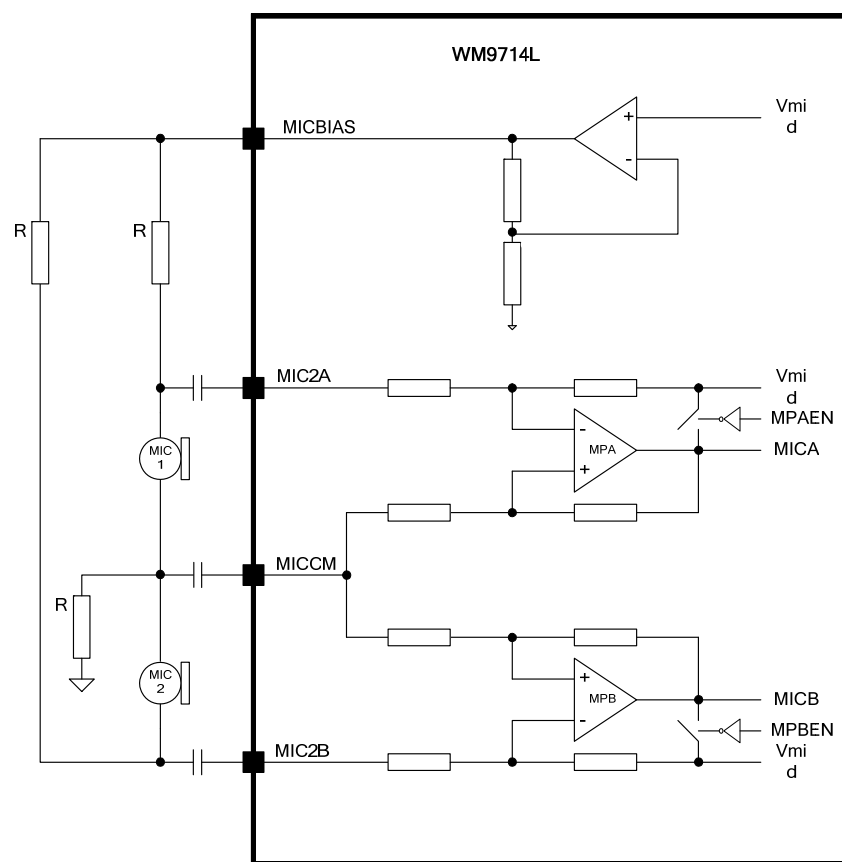 WM9714L
Vmi
d
MICBIAS
+
-
R
R
MIC2A
Vmi
d
MPAEN
-
MPA
+
MICA
MIC
1
MICCM
R
MIC
2
+
MPB
-
MICB
MPBEN
Vmi
d
MIC2B